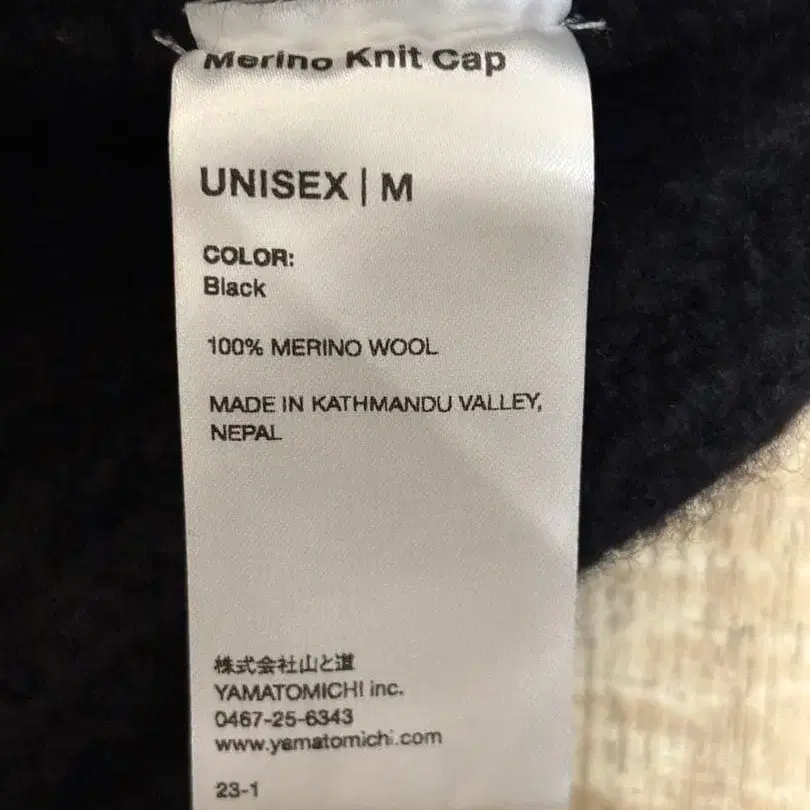 Merino Knit Cap
UNISEX | M
COLOR:
Black
100% MERINO WOOL
MADE IN KATHMANDU VALLEY,
NEPAL
株式会社山と道
YAMATOMICHI inc.
0467-25-6343
www.yamatomichi.com
23-1